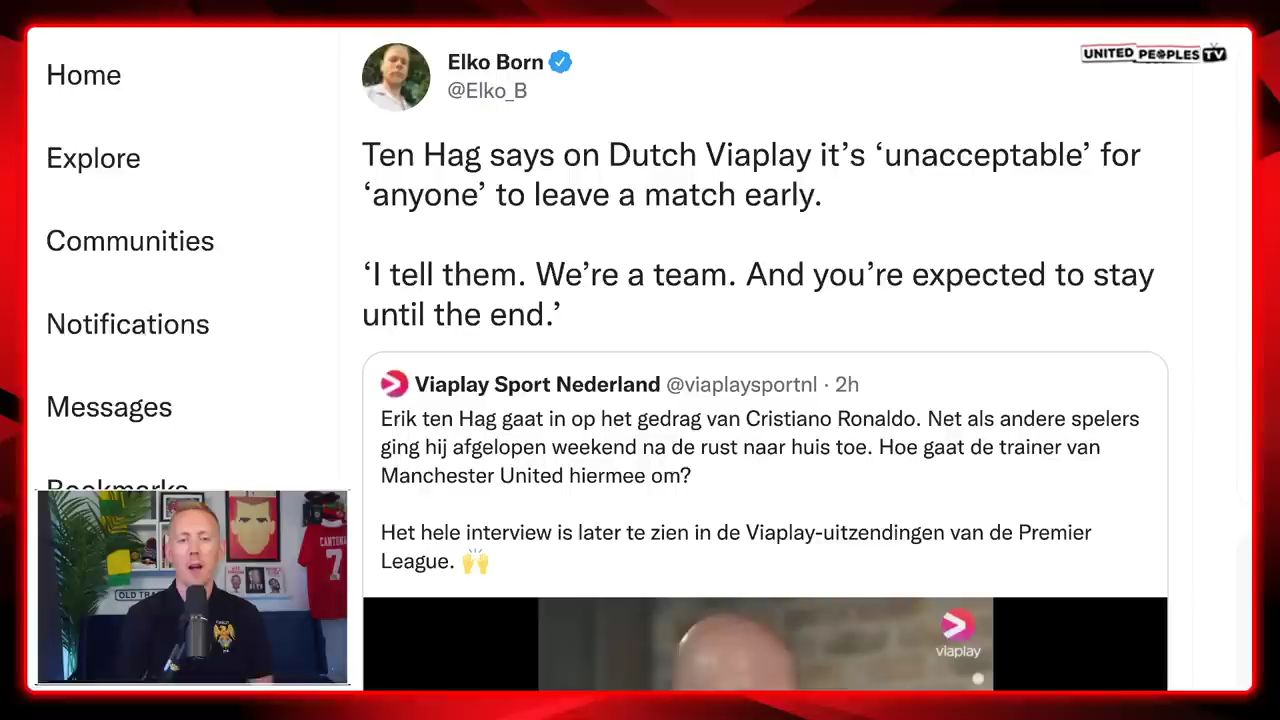 Home
Explore
Communities
Notifications
Messages
Bookmarks
Elko Born
@Elko_B
UNITED PEOPLES TV
Ten Hag says on Dutch Viaplay it’s ‘unacceptable’ for
‘anyone’ to leave a match early.
‘I tell them. We’re a team. And you’re expected to stay
until the end.’
Viaplay Sport Nederland @viaplaysportnl · 2h
Erik ten Hag gaat in op het gedrag van Cristiano Ronaldo. Net als andere spelers
ging hij afgelopen weekend na de rust naar huis toe. Hoe gaat de trainer van
Manchester United hiermee om?
Het hele interview is later te zien in de Viaplay-uitzendingen van de Premier
League. 🙌
viaplay
OLD TRA
CANTONA
7